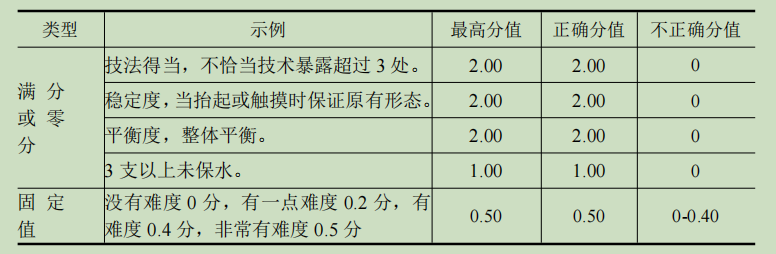 类型 示例 最高分值 正确分值 不正确分值
满 分或 零分
技法得当，不恰当技术暴露超过 3 处。 2.00 2.00 0
稳定度，当抬起或触摸时保证原有形态。 2.00 2.00 0
平衡度，整体平衡。 2.00 2.00 0
3 支以上未保水。 1.00 1.00 0
固 定值
没有难度 0 分，有一点难度 0.2 分，有
难度 0.4 分，非常有难度 0.5 分
0.50 0.50 0-0.40